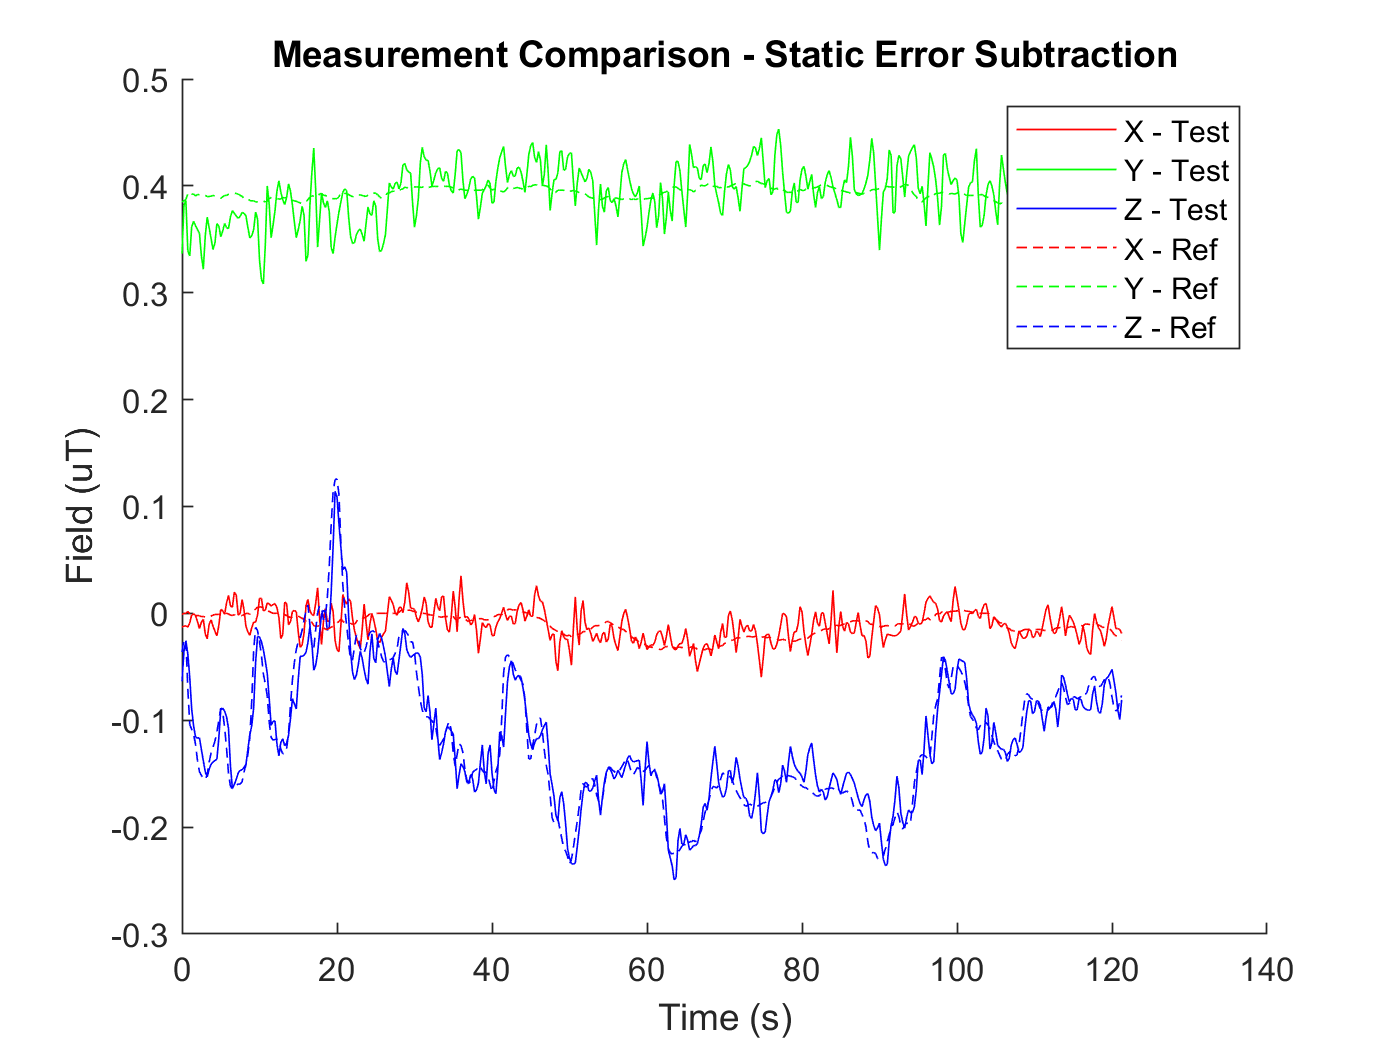 Measurement Comparison - Static Error Subtraction
0.5
0.4
0.3
0.2
0.1
0
-0.1
-0.2
-0.3
Field (uT)
X - Test
Y - Test
Z - Test
X - Ref
Y - Ref
Z - Ref
0 20 40 60 80 100 120 140
Time (s)